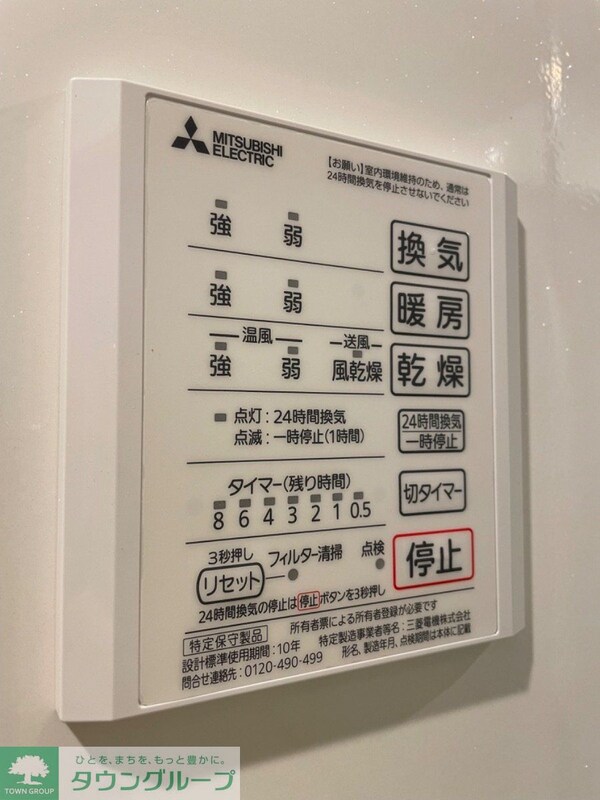 MITSUBISHI
ELECTRIC
【お願い】室内環境維持のため、通常は
24時間換気を停止させないでください
強 弱 換気
強 弱 暖房
温風 送風
強 弱 風乾燥 乾燥
点灯：24時間換気
点滅：一時停止(1時間)
24時間換気
一時停止
タイマー(残り時間)
8 6 4 3 2 1 0.5
切タイマー
3秒押し
リセット フィルター清掃 点検 停止
24時間換気の停止は停止ボタンを3秒押し
所有者票による所有者登録が必要です
特定保守製品 特定製造事業者等名：三菱電機株式会社
設計標準使用期間：10年 形名、製造年月、点検期間は本体に記載
問合せ連絡先：0120-490-499
ひとを、まちを、もっと豊かに。
タウングループ
TOWN GROUP